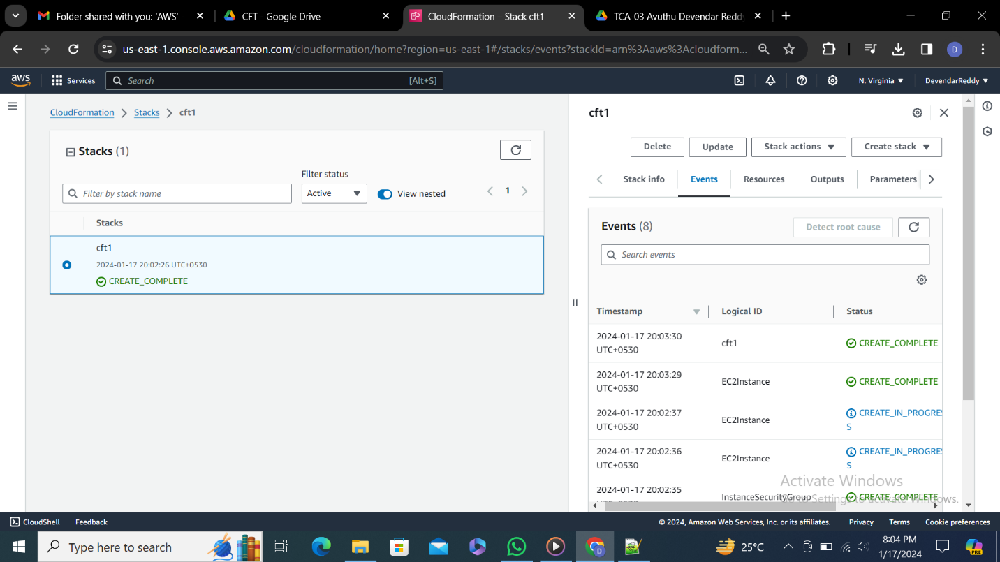 Folder shared with you: 'AWS' -
CFT - Google Drive
CloudFormation – Stack cft1
TCA-03 Avuthu Devendar Reddy
us-east-1.console.aws.amazon.com/cloudformation/home?region=us-east-1#/stacks/events?stackId=arn%3Aaws%3Acloudform...
D
aws
Services
Search
[Alt+S]
N. Virginia
DevendarReddy
CloudFormation
Stacks
cft1
Stacks (1)
Filter status
Filter by stack name
Active
View nested
1
Stacks
cft1
2024-01-17 20:02:26 UTC+0530
CREATE_COMPLETE
cft1
Delete
Update
Stack actions
Create stack
Stack info
Events
Resources
Outputs
Parameters
Events (8)
Detect root cause
Search events
Timestamp
Logical ID
Status
2024-01-17 20:03:30
UTC+0530
cft1
CREATE_COMPLETE
2024-01-17 20:03:29
UTC+0530
EC2Instance
CREATE_COMPLETE
2024-01-17 20:02:37
UTC+0530
EC2Instance
CREATE_IN_PROGRES
S
2024-01-17 20:02:36
UTC+0530
EC2Instance
CREATE_IN_PROGRES
S
2024-01-17 20:02:35
InstanceSecurityGroup
CREATE_COMPLETE
Activate Windows
Go to Settings to activate Windows.
CloudShell
Feedback
© 2024, Amazon Web Services, Inc. or its affiliates.
Privacy
Terms
Cookie preferences
Type here to search
25°C
8:04 PM
1/17/2024
PRE